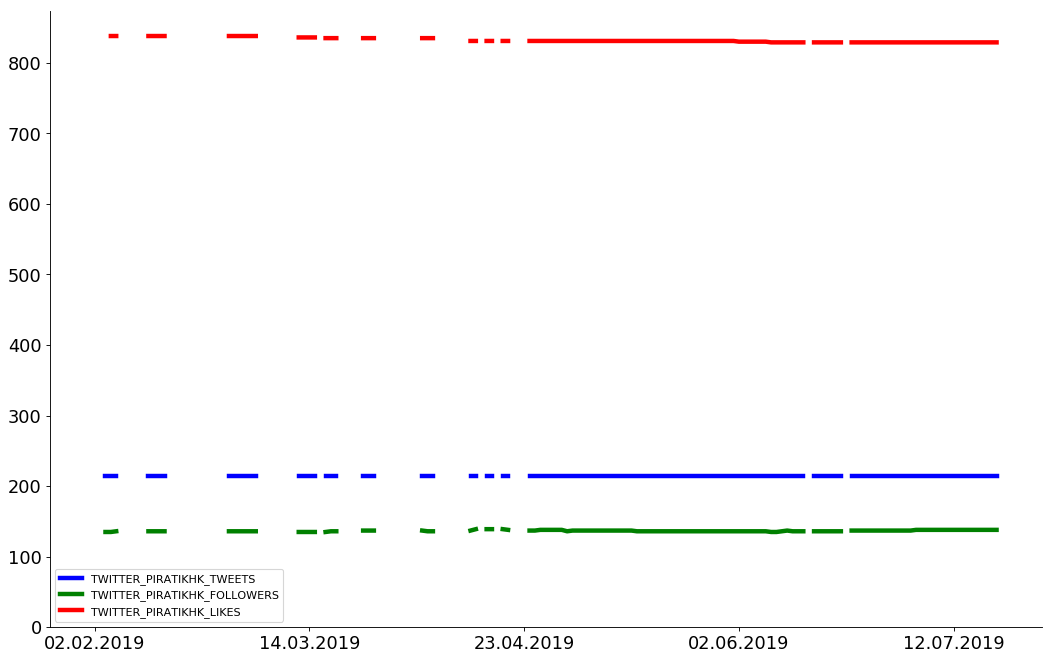 800
700
600
500
400
300
200
100
0
TWITTER_PIRATIKHK_TWEETS
TWITTER_PIRATIKHK_FOLLOWERS
TWITTER_PIRATIKHK_LIKES
02.02.2019 14.03.2019 23.04.2019 02.06.2019 12.07.2019